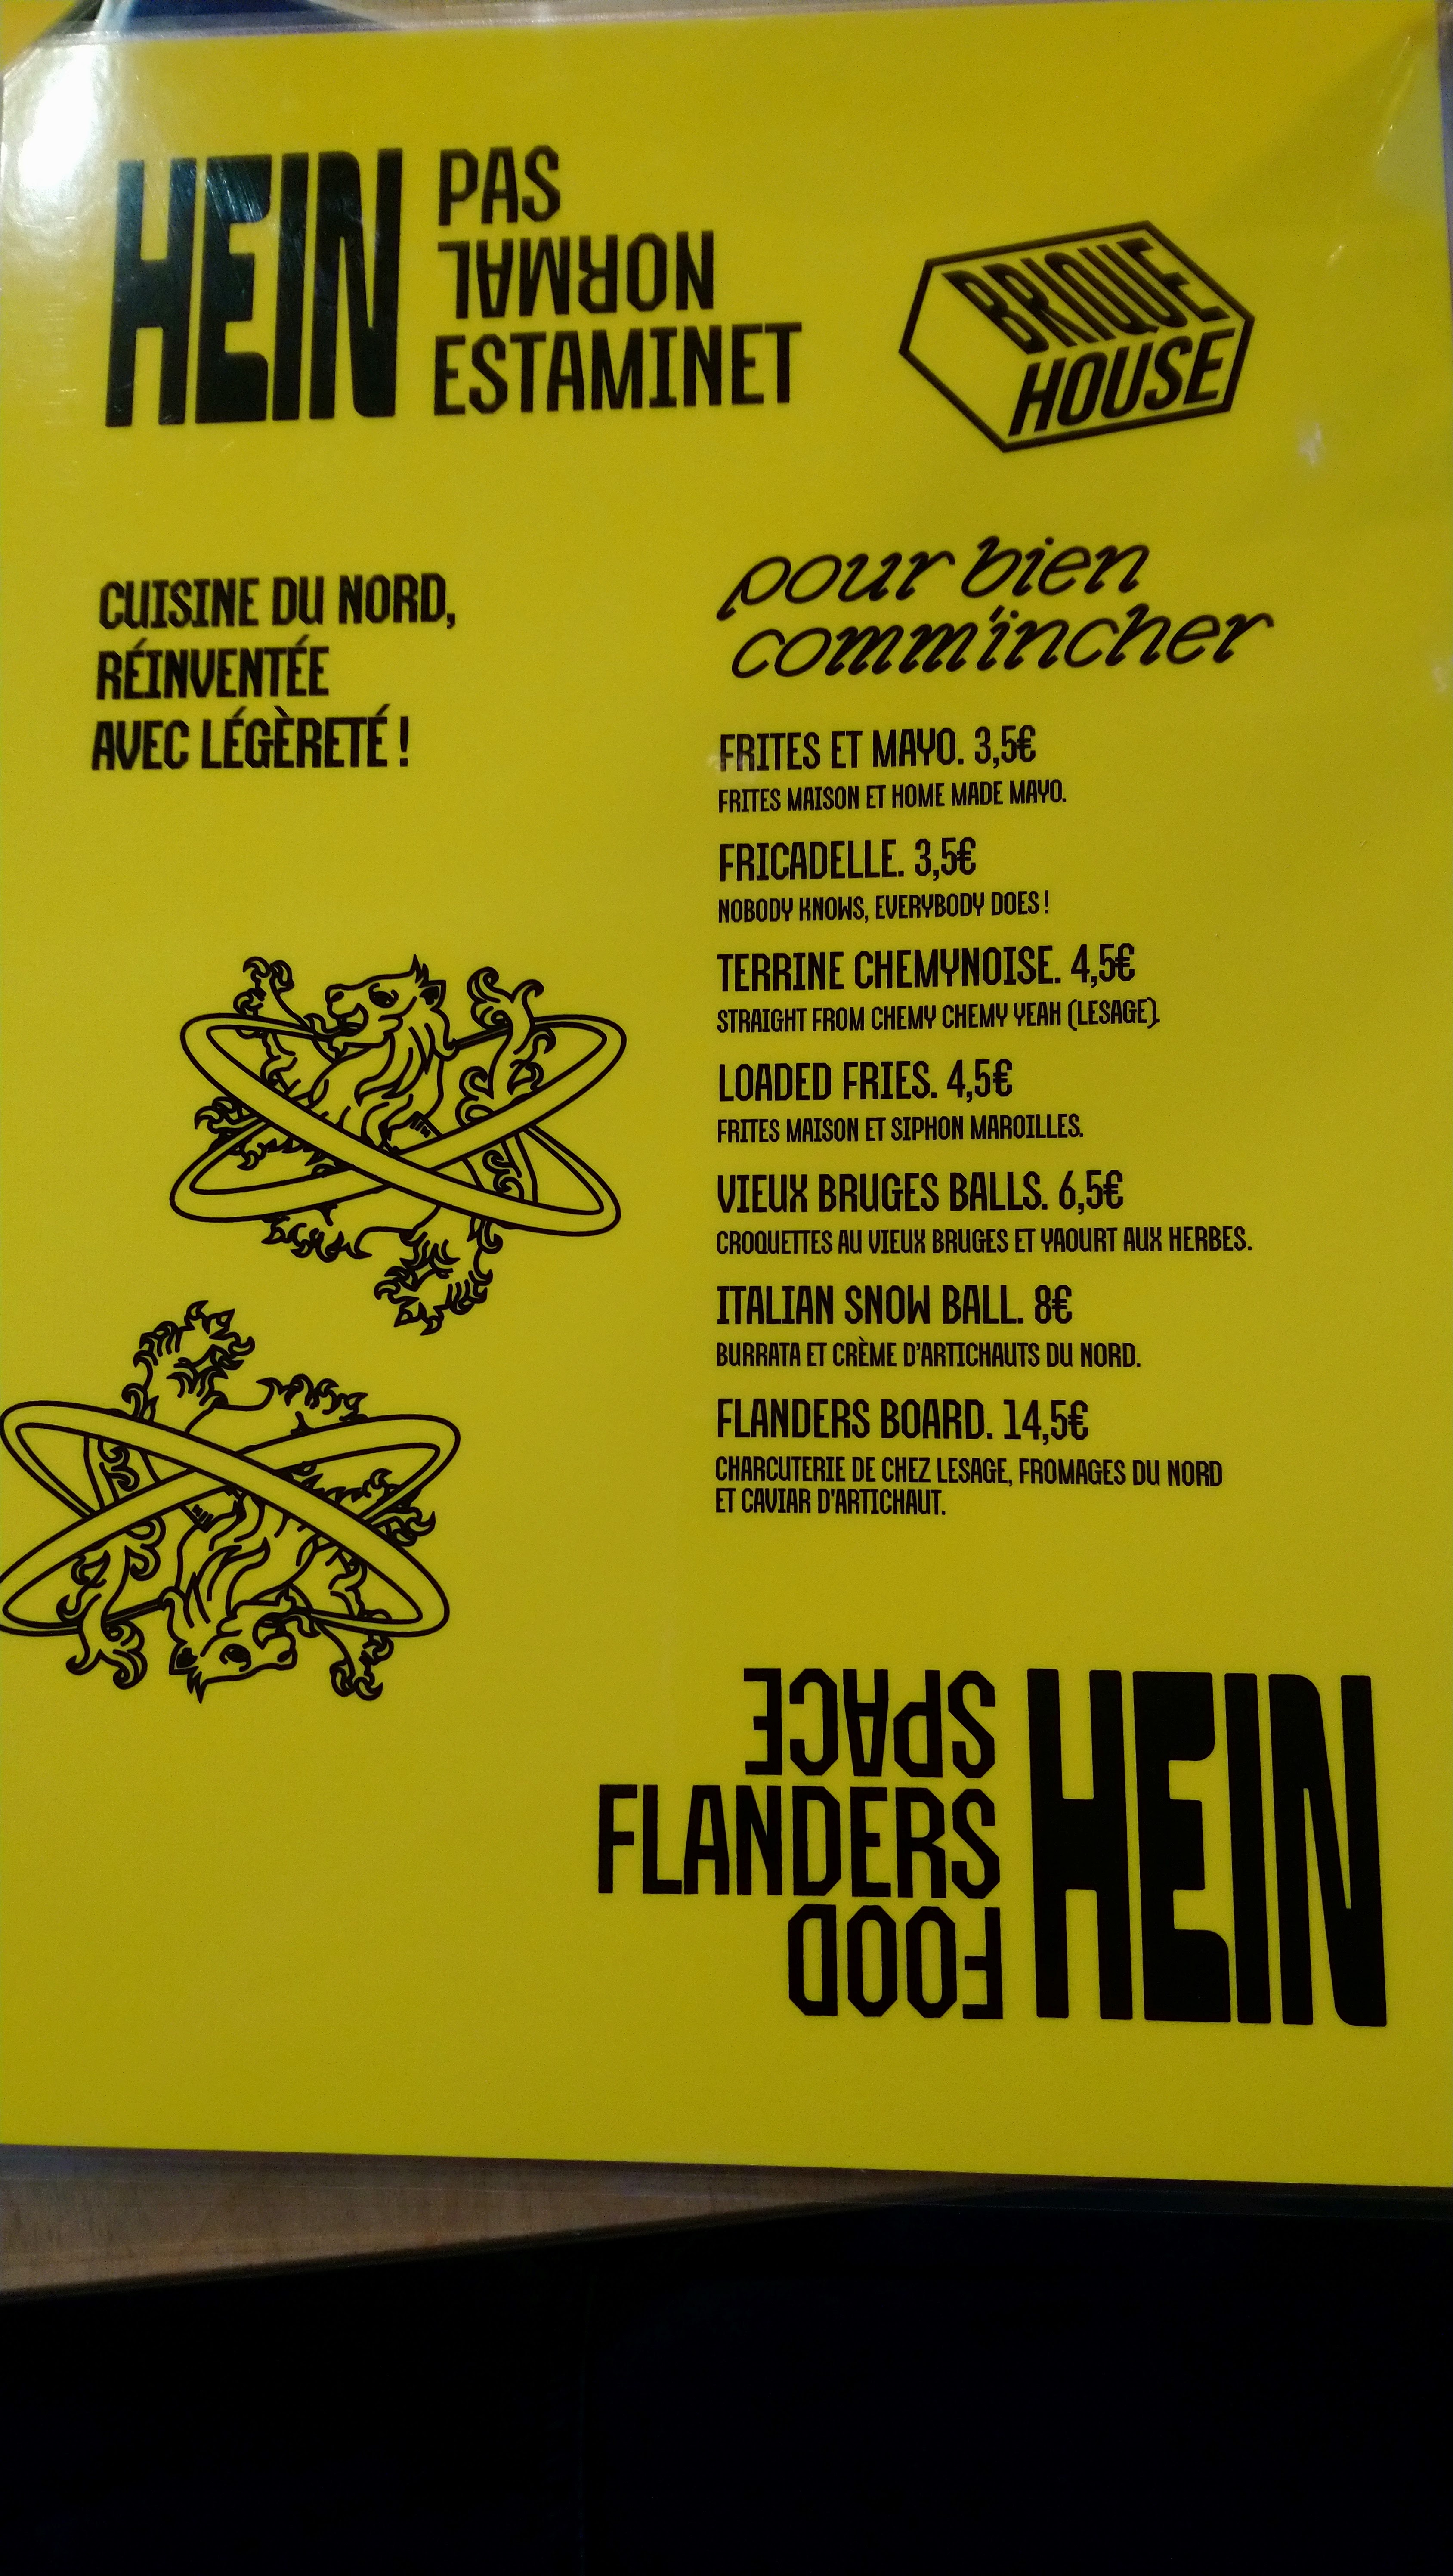 HEIN
PAS
NORMAL
ESTAMINET
BRIQUE
HOUSE
CUISINE DU NORD,
RÉINVENTÉE
AVEC LÉGÈRETÉ !
pour bien
comm'incher
FRITES ET MAYO. 3,5€
FRITES MAISON ET HOME MADE MAYO.
FRICADELLE. 3,5€
NOBODY KNOWS, EVERYBODY DOES !
TERRINE CHEMYNOISE. 4,5€
STRAIGHT FROM CHEMY CHEMY YEAH (LESAGE).
LOADED FRIES. 4,5€
FRITES MAISON ET SIPHON MAROILLES.
VIEUX BRUGES BALLS. 6,5€
CROQUETTES AU VIEUX BRUGES ET YAOURT AUX HERBES.
ITALIAN SNOW BALL. 8€
BURRATA ET CRÈME D'ARTICHAUTS DU NORD.
FLANDERS BOARD. 14,5€
CHARCUTERIE DE CHEZ LESAGE, FROMAGES DU NORD
ET CAVIAR D'ARTICHAUT.
SPACE
FLANDERS
FOOD
HEIN